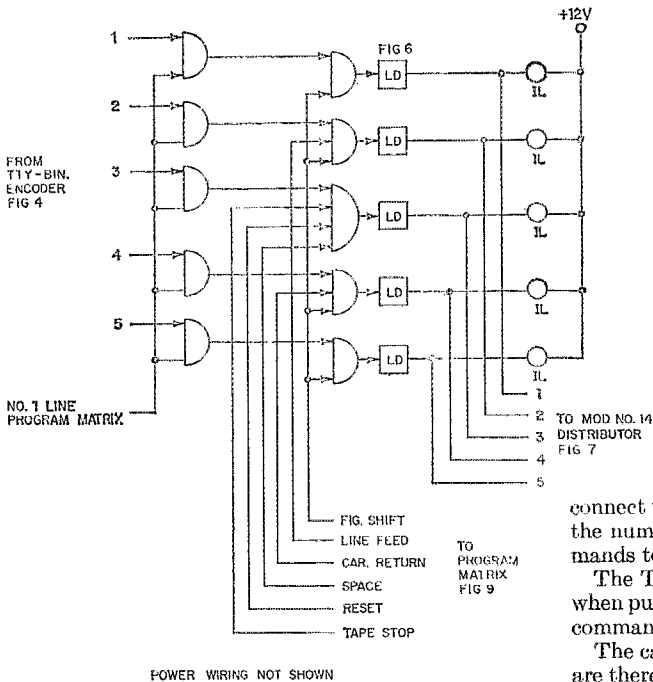 +12V
1
FIG 6
LD
IL
2
LD
IL
FROM
TTY-BIN.
ENCODER
FIG 4
3
LD
IL
4
LD
IL
5
LD
IL
NO. 1 LINE
PROGRAM MATRIX
1
2
3
4
5
TO MOD NO. 14
DISTRIBUTOR
FIG 7
FIG. SHIFT
LINE FEED
CAR. RETURN
SPACE
RESET
TAPE STOP
TO
PROGRAM
MATRIX
FIG 9
POWER WIRING NOT SHOWN
connect
the num
mands to
The T
when pu
comman
The ca
are there